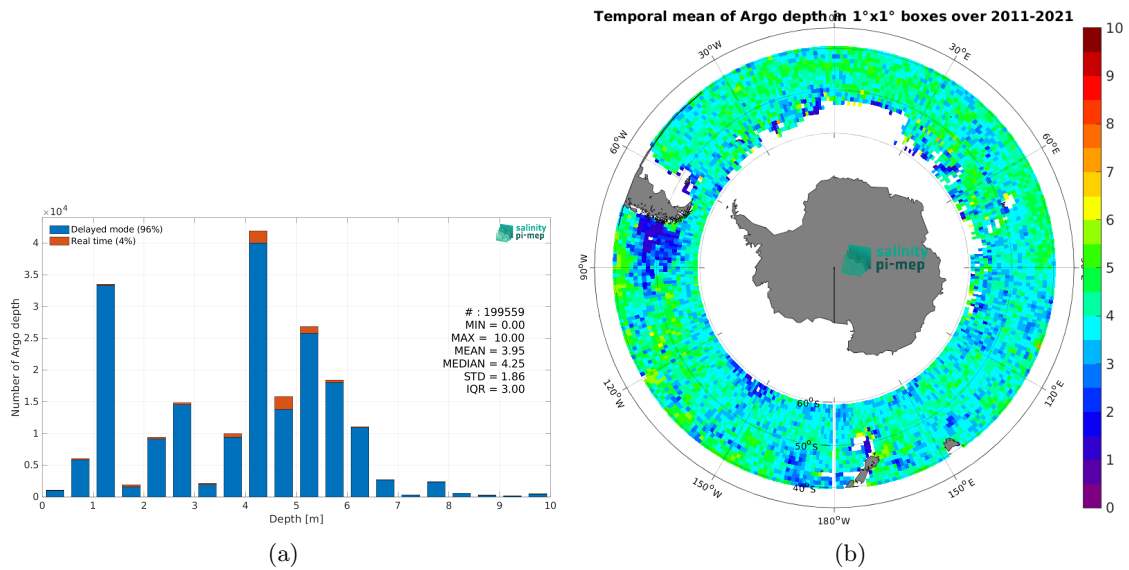 Temporal mean of Argo depth in 1°x1° boxes over 2011-2021
×10⁴
Delayed mode (96%)
Real time (4%)
salinity
pi-mep
# : 199559
MIN = 0.00
MAX = 10.00
MEAN = 3.95
MEDIAN = 4.25
STD = 1.86
IQR = 3.00
Number of Argo depth
4
3.5
3
2.5
2
1.5
1
0.5
0
0 1 2 3 4 5 6 7 8 9 10
Depth [m]
(a)
30°W
30°E
60°W
60°E
90°W
120°W
120°E
150°W
150°E
180°W
60°S
50°S
40°S
salinity
pi-mep
10
9
8
7
6
5
4
3
2
1
0
(b)